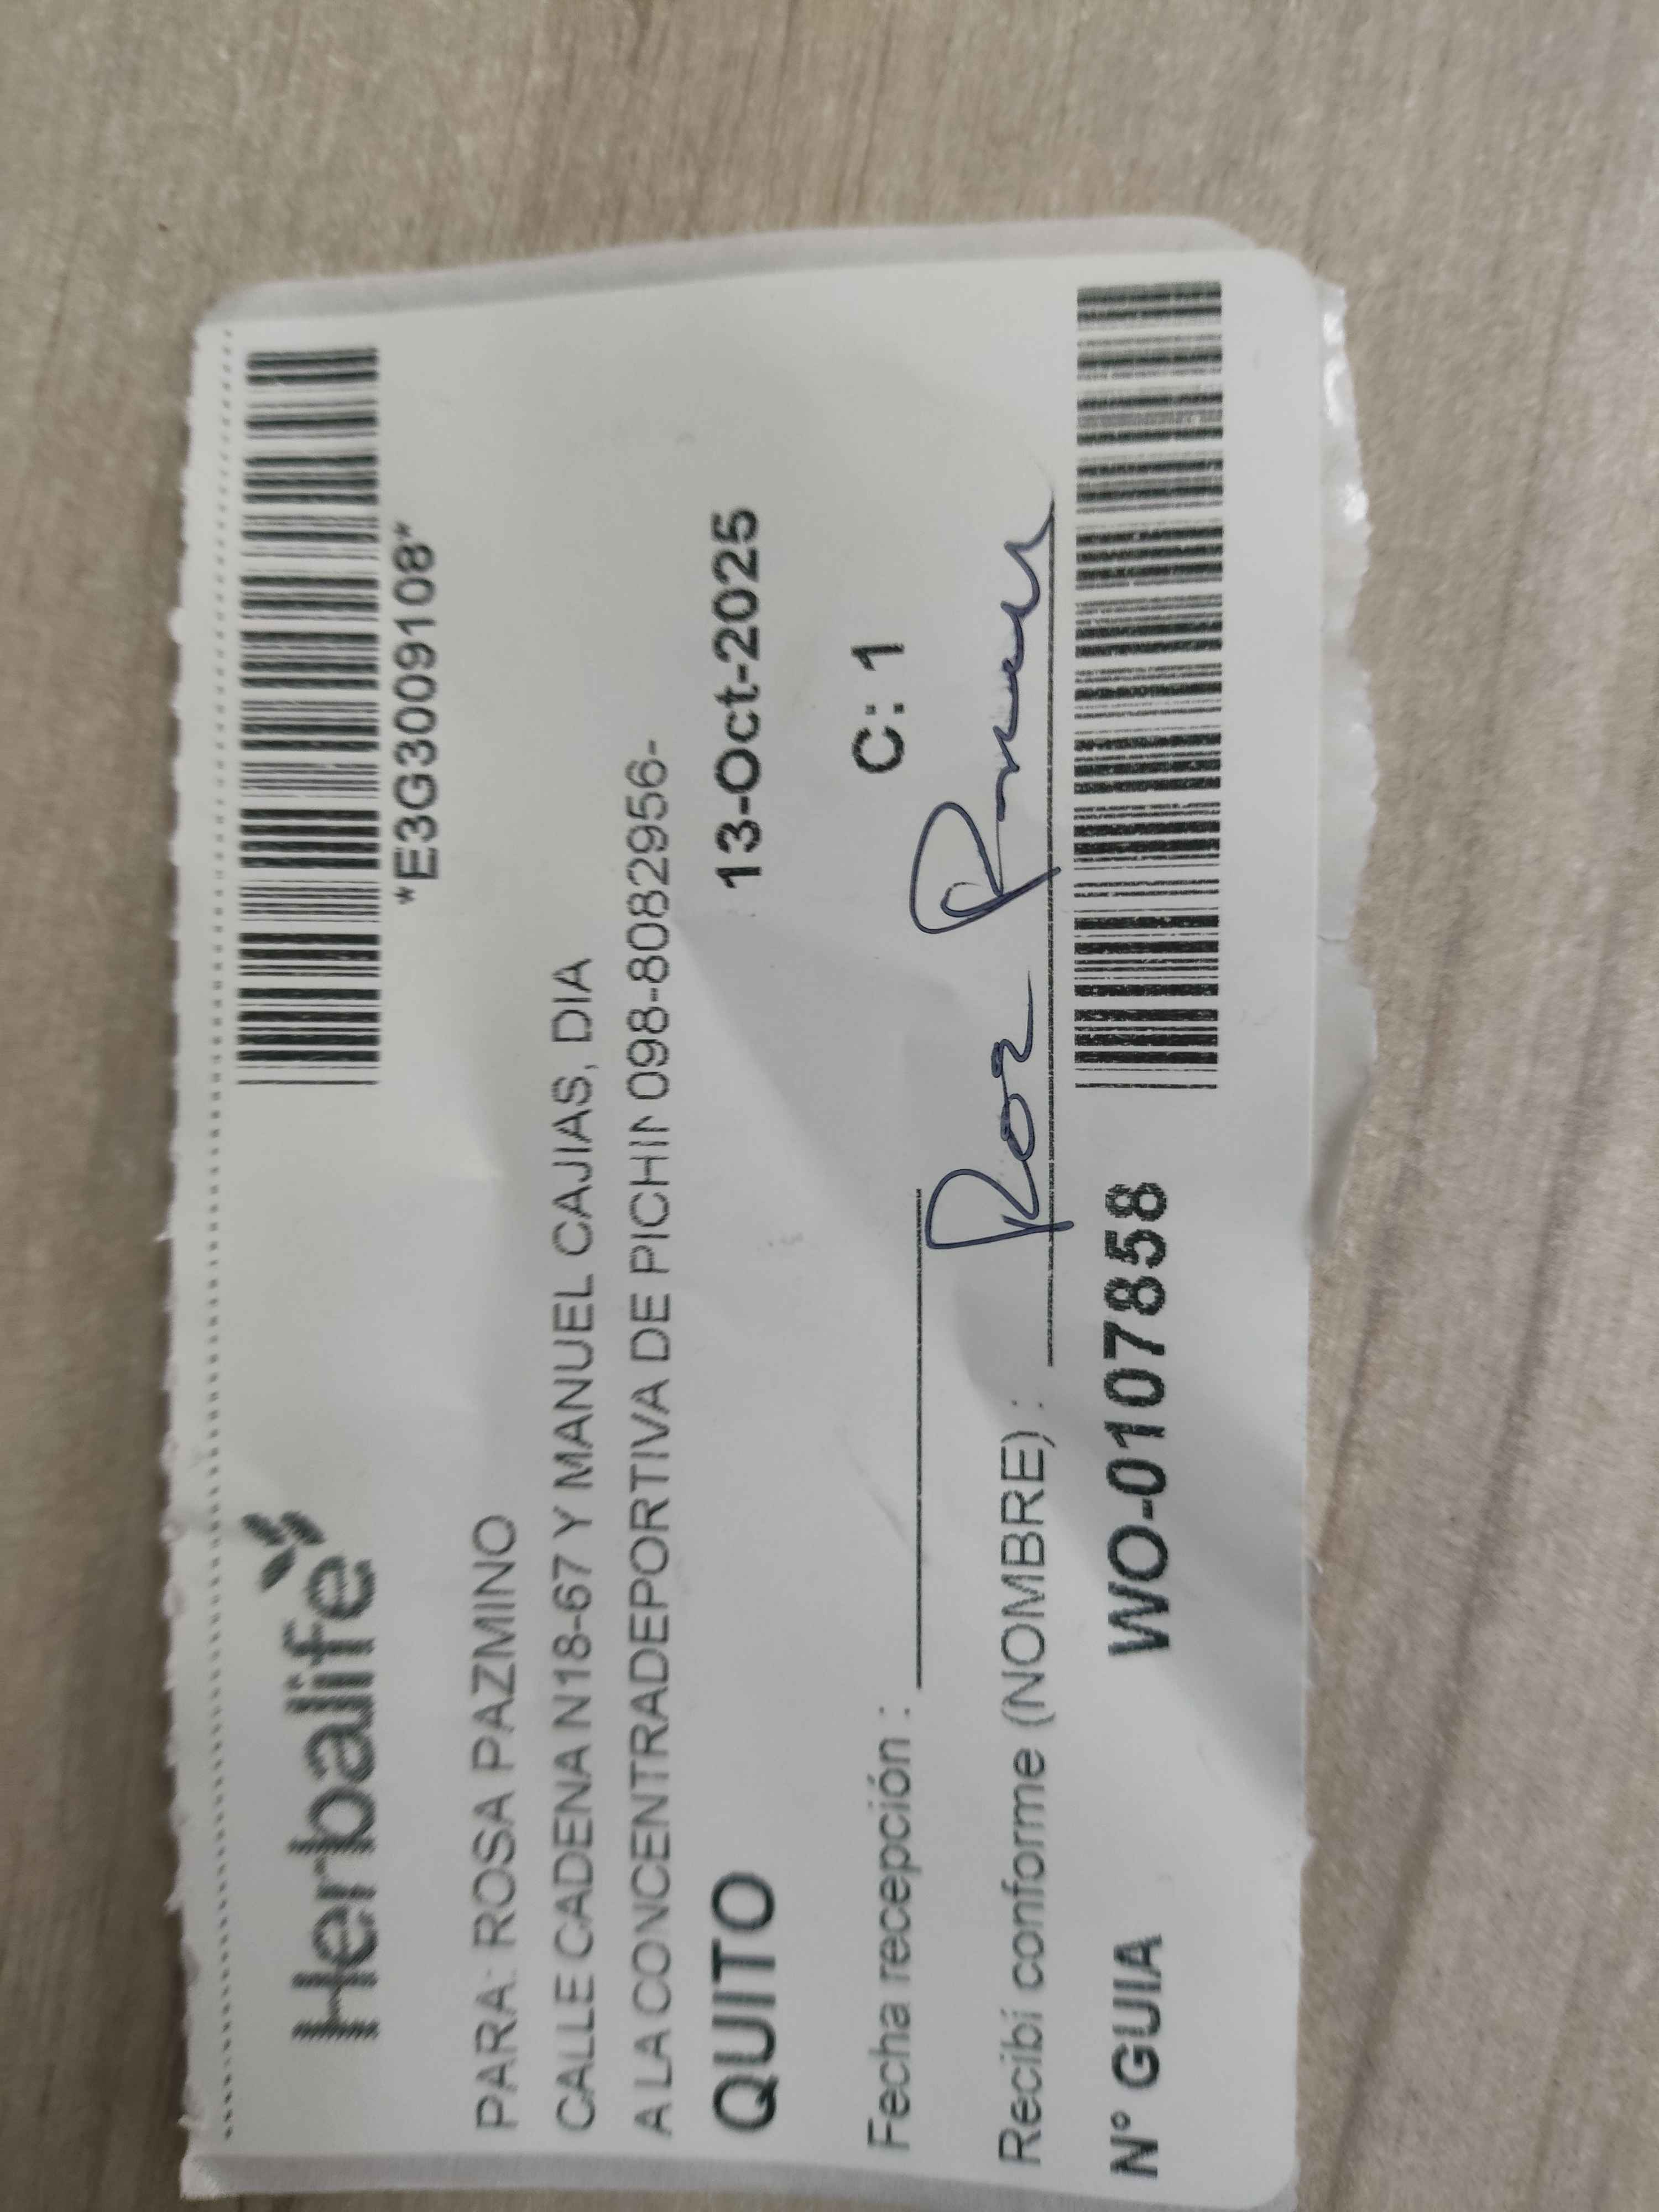 Herbalife
*E3G3009108*
PARA: ROSA PAZMINO
CALLE CADENA N18-67 Y MANUEL CAJIAS, DIA
A LA CONCENTRADEPORTIVA DE PICHIN 098-8082956-
QUITO 13-Oct-2025
Fecha recepción : C: 1
Recibí conforme (NOMBRE) : Rosa
N° GUIA WO-0107858